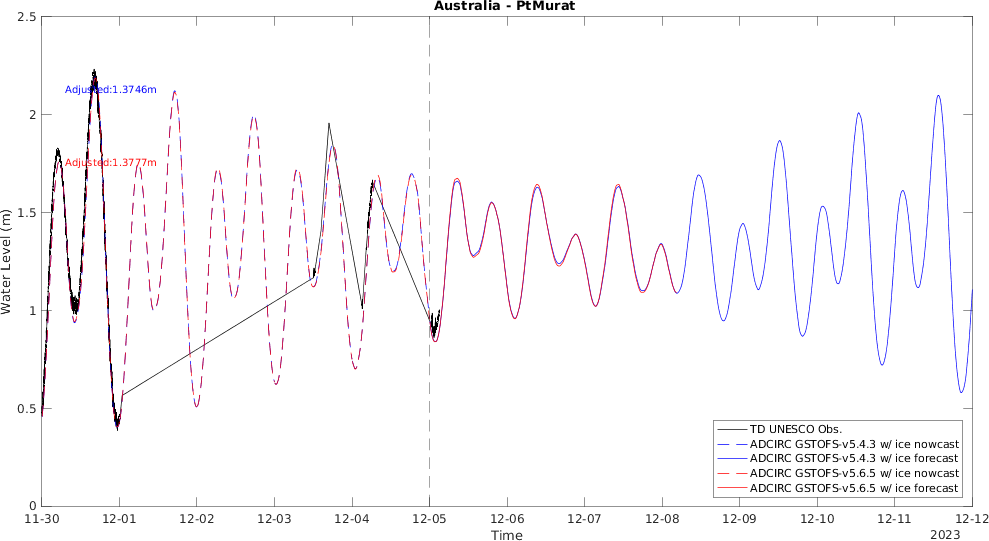 Australia - PtMurat
2.5
2
1.5
1
0.5
0
Water Level (m)
Adjusted:1.3746m
Adjusted:1.3777m
TD UNESCO Obs.
ADCIRC GSTOFS-v5.4.3 w/ ice nowcast
ADCIRC GSTOFS-v5.4.3 w/ ice forecast
ADCIRC GSTOFS-v5.6.5 w/ ice nowcast
ADCIRC GSTOFS-v5.6.5 w/ ice forecast
11-30 12-01 12-02 12-03 12-04 12-05 12-06 12-07 12-08 12-09 12-10 12-11 12-12
Time 2023